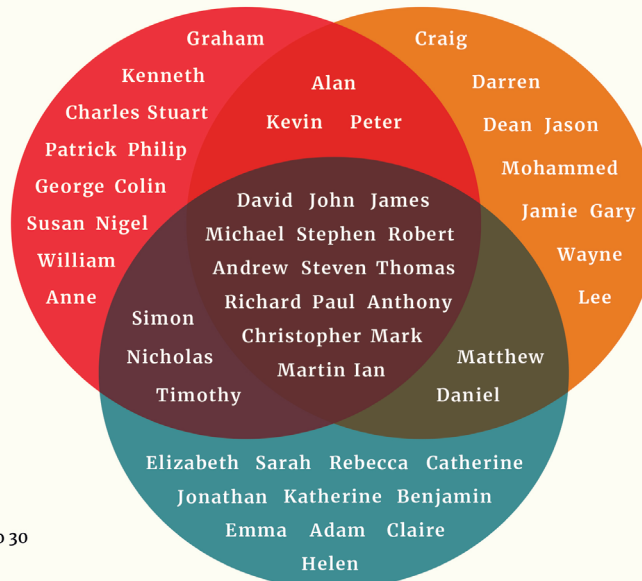 Graham
Kenneth
Charles Stuart
Patrick Philip
George Colin
Susan Nigel
William
Anne
Alan
Kevin Peter
Craig
Darren
Dean Jason
Mohammed
Jamie Gary
Wayne
Lee
David John James
Michael Stephen Robert
Andrew Steven Thomas
Richard Paul Anthony
Christopher Mark
Martin Ian
Simon
Nicholas
Timothy
Matthew
Daniel
Elizabeth Sarah Rebecca Catherine
Jonathan Katherine Benjamin
Emma Adam Claire
Helen
30